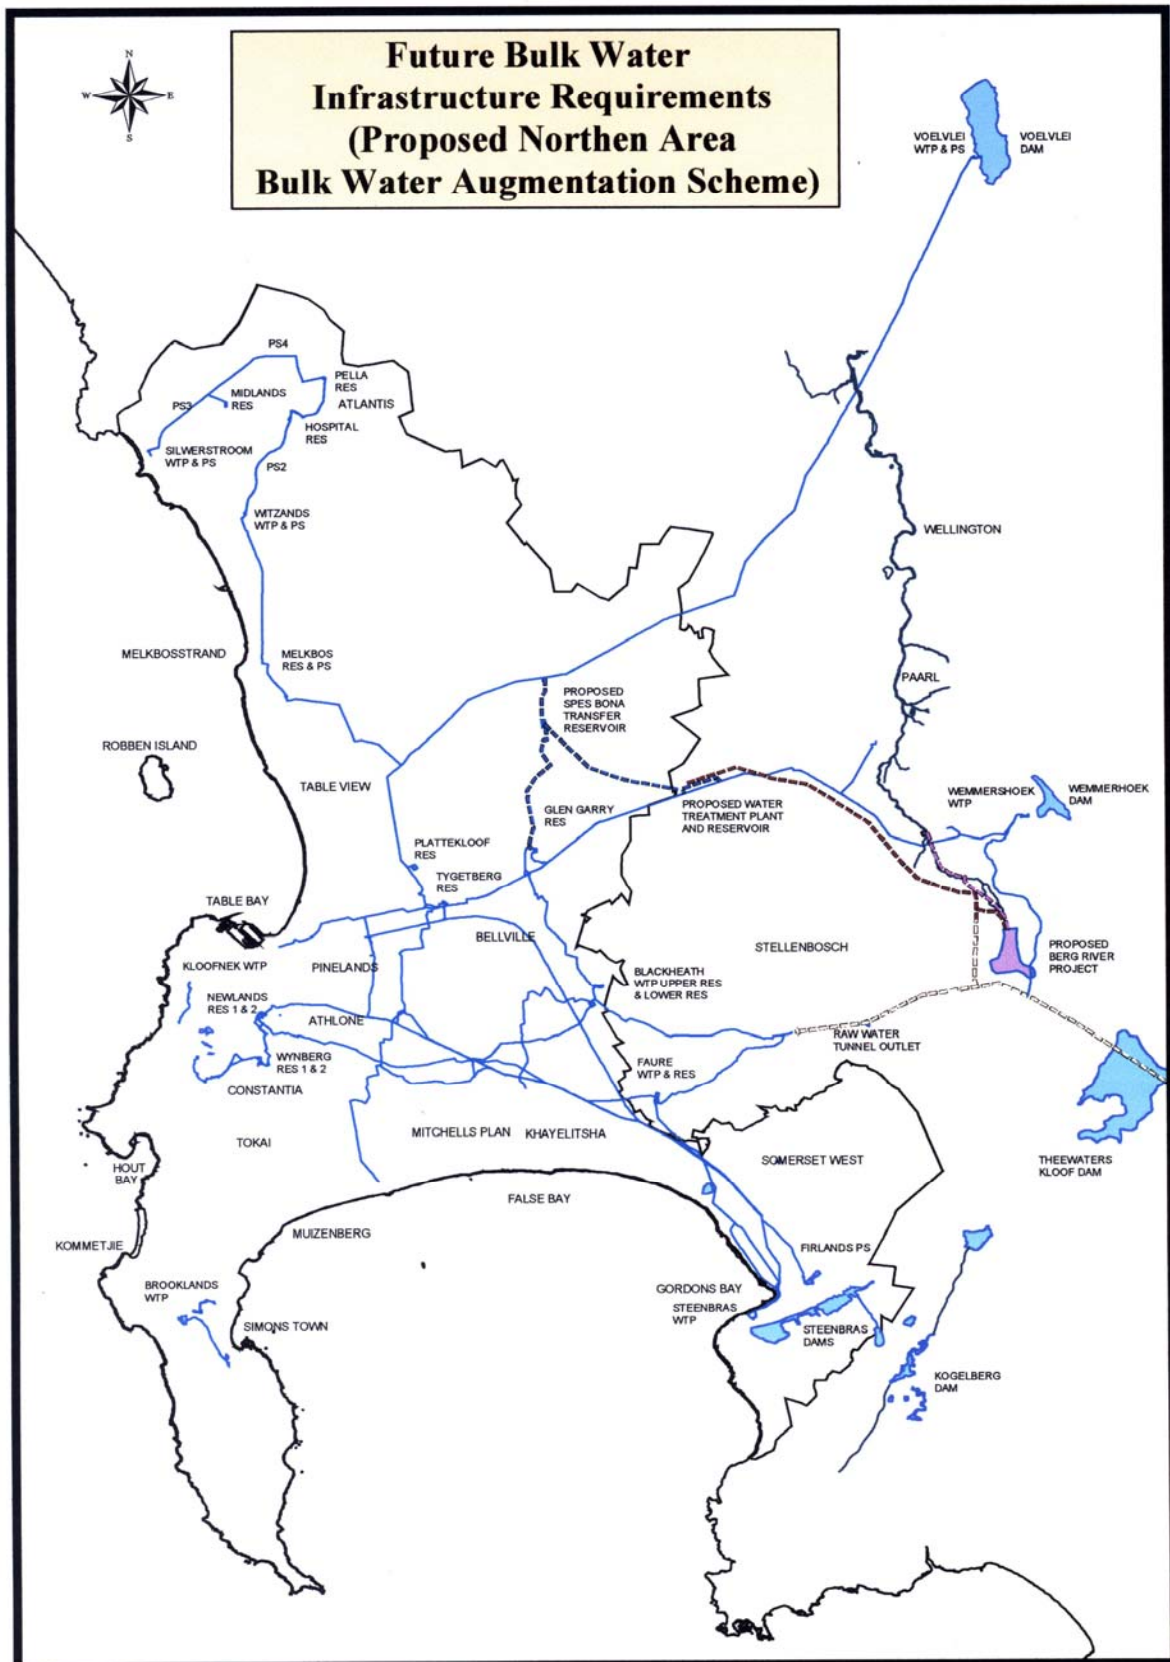 Future Bulk Water
Infrastructure Requirements
(Proposed Northen Area
Bulk Water Augmentation Scheme)
N
W
E
S
VOELVLEI
WTP & PS
VOELVLEI
DAM
PS4
PELLA
RES
MIDLANDS
RES
PS3
ATLANTIS
HOSPITAL
RES
SILWERSTROOM
WTP & PS
PS2
WITZANDS
WTP & PS
WELLINGTON
MELKBOSSTRAND
MELKBOS
RES & PS
PAARL
PROPOSED
SPES BONA
TRANSFER
RESERVOIR
ROBBEN ISLAND
TABLE VIEW
GLEN GARRY
RES
PROPOSED WATER
TREATMENT PLANT
AND RESERVOIR
WEMMERSHOEK
WTP
WEMMERHOEK
DAM
PLATTEKLOOF
RES
TYGETBERG
RES
TABLE BAY
BELLVILLE
STELLENBOSCH
PROPOSED
BERG RIVER
PROJECT
KLOOFNEK WTP
PINELANDS
BLACKHEATH
WTP UPPER RES
& LOWER RES
NEWLANDS
RES 1 & 2
ATHLONE
RAW WATER
TUNNEL OUTLET
WYNBERG
RES 1 & 2
FAURE
WTP & RES
CONSTANTIA
TOKAI
MITCHELLS PLAN
KHAYELITSHA
SOMERSET WEST
THEEWATERS
KLOOF DAM
HOUT
BAY
FALSE BAY
MUIZENBERG
KOMMETJIE
FIRLANDS PS
BROOKLANDS
WTP
GORDONS BAY
STEENBRAS
WTP
SIMONS TOWN
STEENBRAS
DAMS
KOGELBERG
DAM